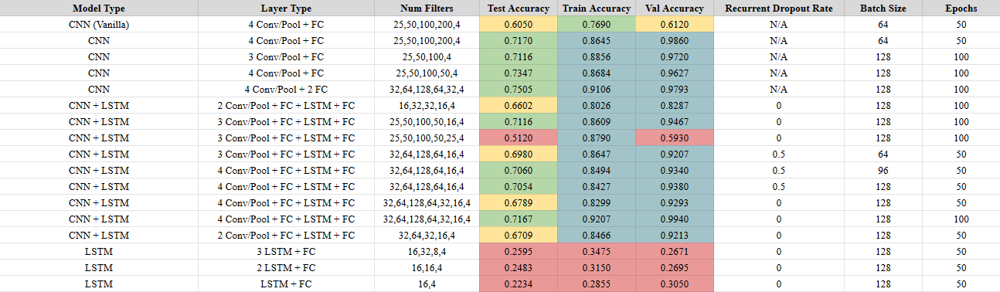 Model Type Layer Type Num Filters Test Accuracy Train Accuracy Val Accuracy Recurrent Dropout Rate Batch Size Epochs
CNN (Vanilla) 4 Conv/Pool + FC 25,50,100,200,4 0.6050 0.7690 0.6120 N/A 64 50
CNN 4 Conv/Pool + FC 25,50,100,200,4 0.7170 0.8645 0.9860 N/A 64 50
CNN 3 Conv/Pool + FC 25,50,100,4 0.7116 0.8856 0.9720 N/A 128 100
CNN 4 Conv/Pool + FC 25,50,100,50,4 0.7347 0.8684 0.9627 N/A 128 100
CNN 4 Conv/Pool + 2 FC 32,64,128,64,32,4 0.7505 0.9106 0.9793 N/A 128 100
CNN + LSTM 2 Conv/Pool + FC + LSTM + FC 16,32,32,16,4 0.6602 0.8026 0.8287 0 128 100
CNN + LSTM 3 Conv/Pool + FC + LSTM + FC 25,50,100,50,16,4 0.7116 0.8609 0.9467 0 128 100
CNN + LSTM 3 Conv/Pool + FC + LSTM + FC 25,50,100,50,25,4 0.5120 0.8790 0.5930 0 128 100
CNN + LSTM 3 Conv/Pool + FC + LSTM + FC 32,64,128,64,16,4 0.6980 0.8647 0.9207 0.5 64 50
CNN + LSTM 4 Conv/Pool + FC + LSTM + FC 32,64,128,64,16,4 0.7060 0.8494 0.9340 0.5 96 50
CNN + LSTM 4 Conv/Pool + FC + LSTM + FC 32,64,128,64,16,4 0.7054 0.8427 0.9380 0.5 128 50
CNN + LSTM 4 Conv/Pool + FC + LSTM + FC 32,64,128,64,32,16,4 0.6789 0.8299 0.9293 0 128 50
CNN + LSTM 4 Conv/Pool + FC + LSTM + FC 32,64,128,64,32,16,4 0.7167 0.9207 0.9940 0 128 100
CNN + LSTM 2 Conv/Pool + FC + LSTM + FC 32,64,32,16,4 0.6709 0.8466 0.9213 0 128 50
LSTM 3 LSTM + FC 16,32,8,4 0.2595 0.3475 0.2671 0 128 50
LSTM 2 LSTM + FC 16,16,4 0.2483 0.3150 0.2695 0 128 50
LSTM LSTM + FC 16,4 0.2234 0.2855 0.3050 0 128 50